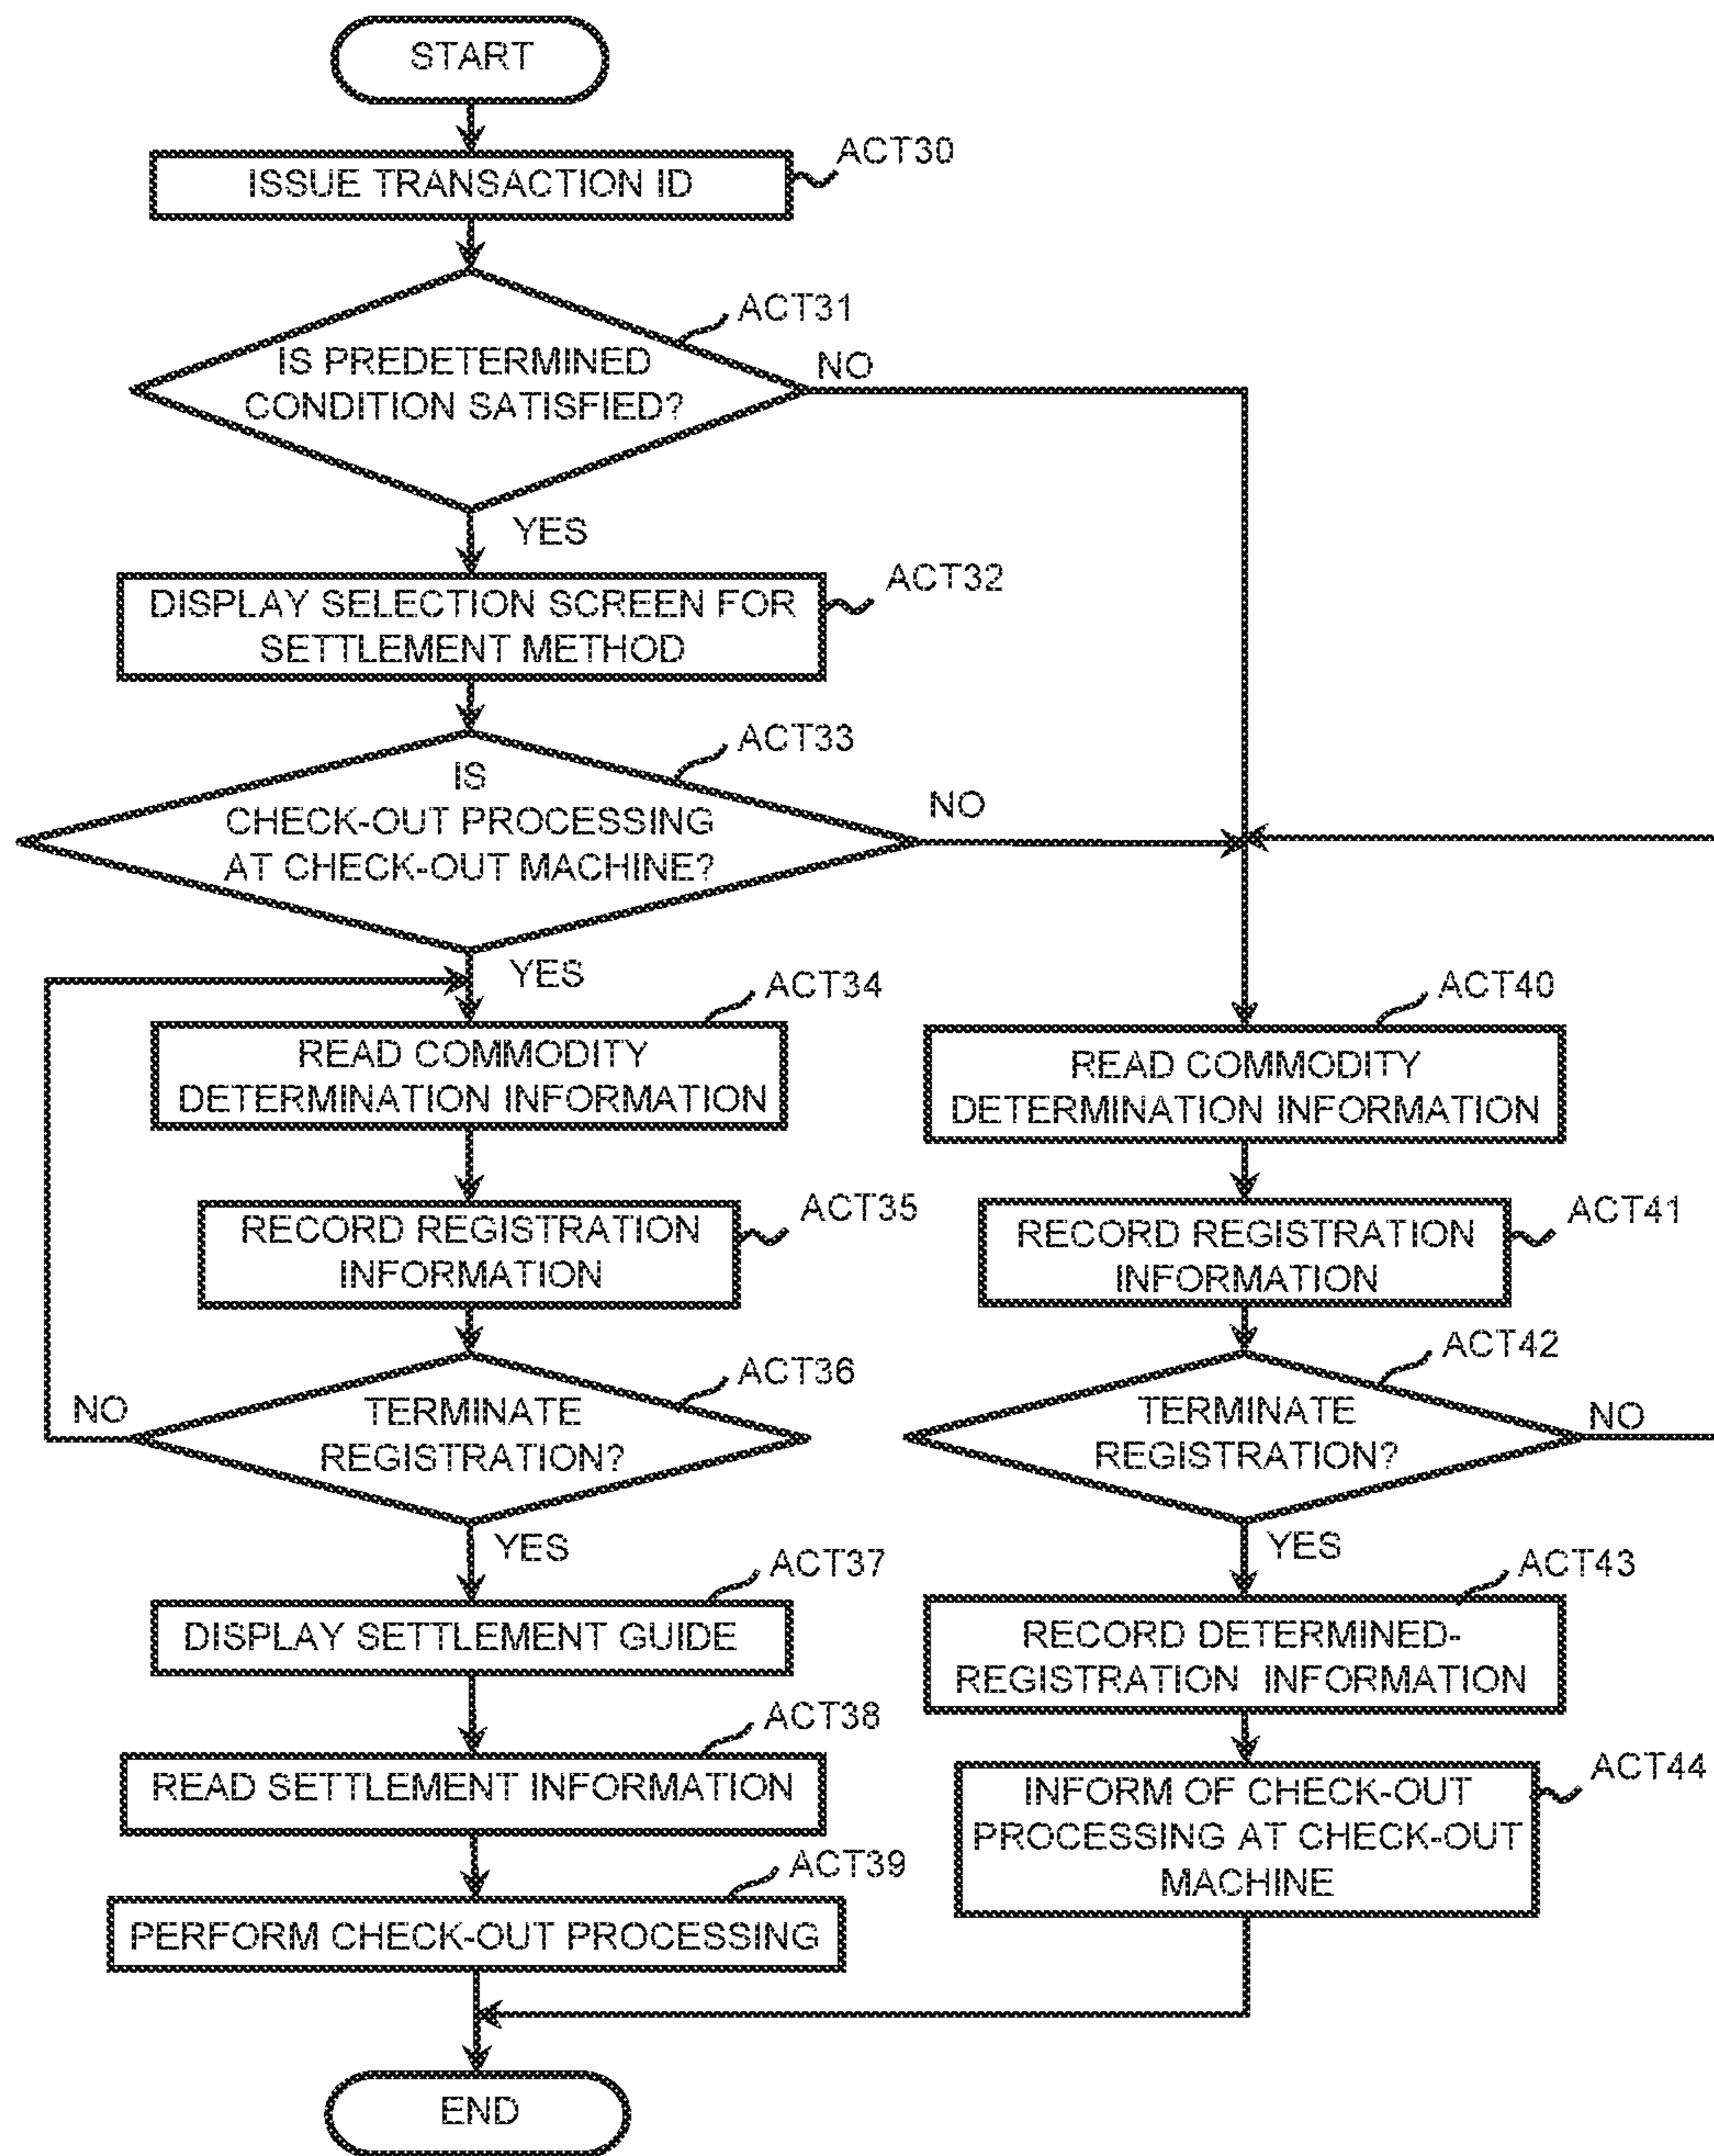 START
ISSUE TRANSACTION ID
ACT30
IS PREDETERMINED
CONDITION SATISFIED?
ACT31
NO
YES
DISPLAY SELECTION SCREEN FOR
SETTLEMENT METHOD
ACT32
IS
CHECK-OUT PROCESSING
AT CHECK-OUT MACHINE?
ACT33
NO
YES
READ COMMODITY
DETERMINATION INFORMATION
ACT34
RECORD REGISTRATION
INFORMATION
ACT35
TERMINATE
REGISTRATION?
ACT36
NO
YES
DISPLAY SETTLEMENT GUIDE
ACT37
READ SETTLEMENT INFORMATION
ACT38
PERFORM CHECK-OUT PROCESSING
ACT39
READ COMMODITY
DETERMINATION INFORMATION
ACT40
RECORD REGISTRATION
INFORMATION
ACT41
TERMINATE
REGISTRATION?
ACT42
NO
YES
RECORD DETERMINED-
REGISTRATION INFORMATION
ACT43
INFORM OF CHECK-OUT
PROCESSING AT CHECK-OUT
MACHINE
ACT44
END